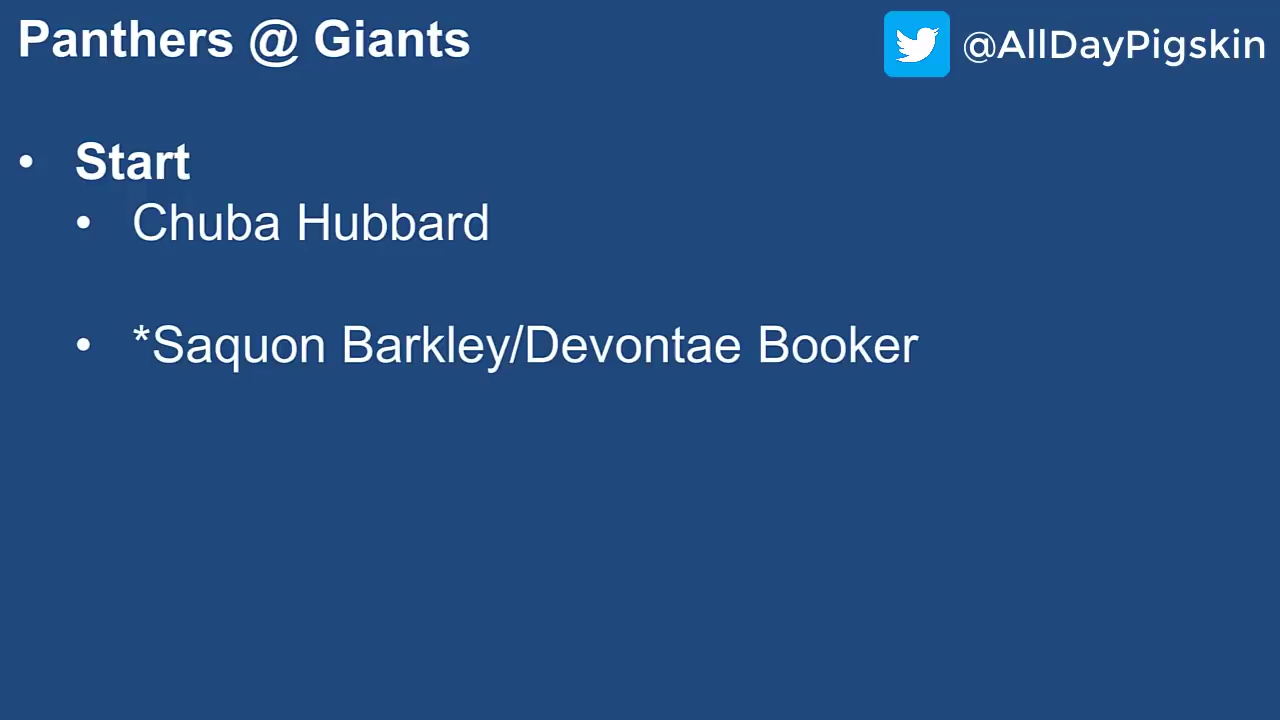 Panthers @ Giants
@AllDayPigskin
• Start
• Chuba Hubbard
• *Saquon Barkley/Devontae Booker